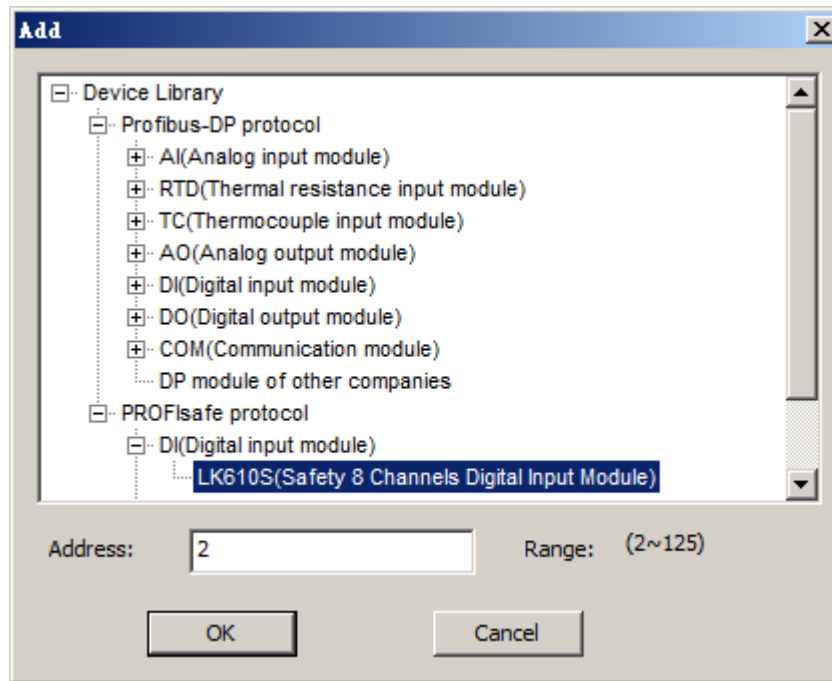 Add
Device Library
Profibus-DP protocol
AI(Analog input module)
RTD(Thermal resistance input module)
TC(Thermocouple input module)
AO(Analog output module)
DI(Digital input module)
DO(Digital output module)
COM(Communication module)
DP module of other companies
PROFIsafe protocol
DI(Digital input module)
LK610S(Safety 8 Channels Digital Input Module)
Address: 2 Range: (2~125)
OK Cancel